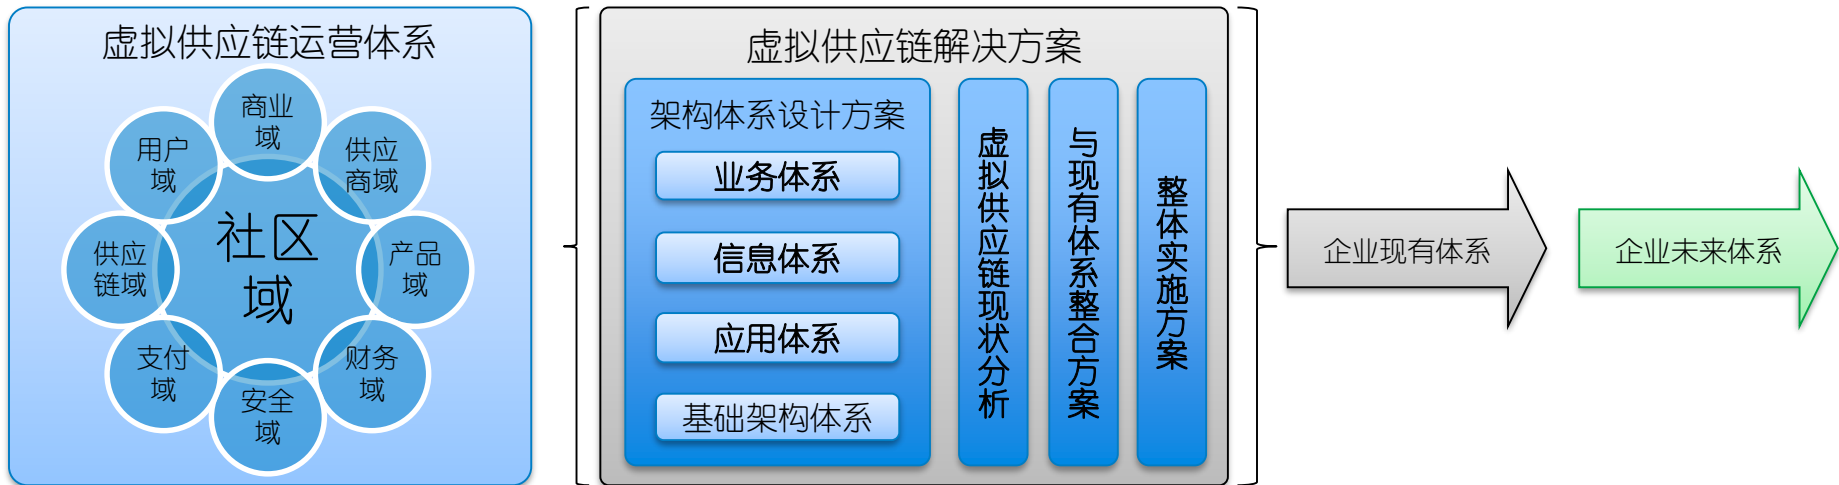 虚拟供应链运营体系
商业
域
用户
域
供应
商域
社区
域
供应
链域
产品
域
支付
域
财务
域
安全
域
虚拟供应链解决方案
架构体系设计方案
业务体系
信息体系
应用体系
基础架构体系
虚拟供应链现状分析
与现有体系整合方案
整体实施方案
企业现有体系
企业未来体系